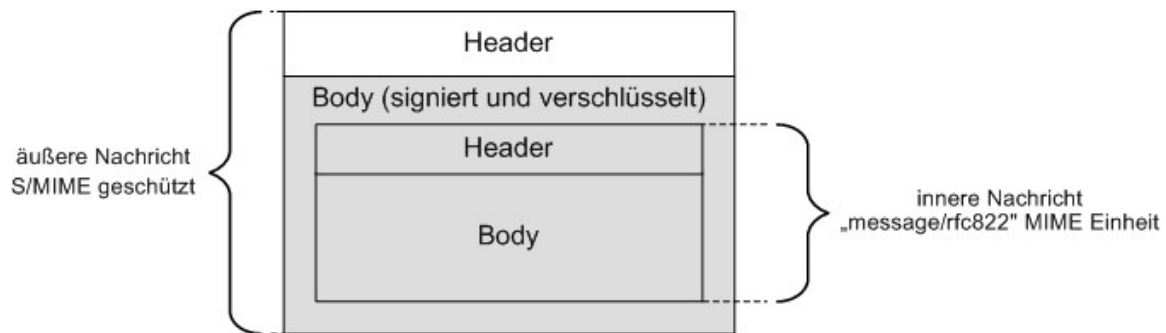 Header
Body (signiert und verschlüsselt)
Header
Body
äußere Nachricht
S/MIME geschützt
innere Nachricht
„message/rfc822" MIME Einheit